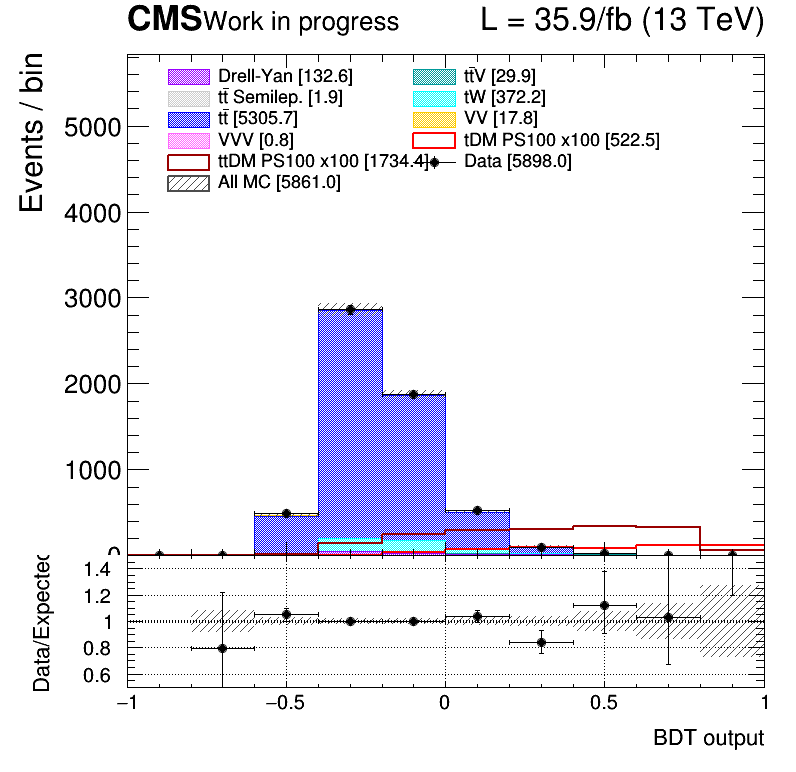 CMS Work in progress L = 35.9/fb (13 TeV)
Events / bin
Drell-Yan [132.6] tt̄V [29.9]
tt̄ Semilep. [1.9] tW [372.2]
tt̄ [5305.7] VV [17.8]
VVV [0.8] tDM PS100 x100 [522.5]
ttDM PS100 x100 [1734.4] Data [5898.0]
All MC [5861.0]
5000
4000
3000
2000
1000
0
Data/Expected
1.4
1.2
1
0.8
0.6
−1 −0.5 0 0.5 1
BDT output